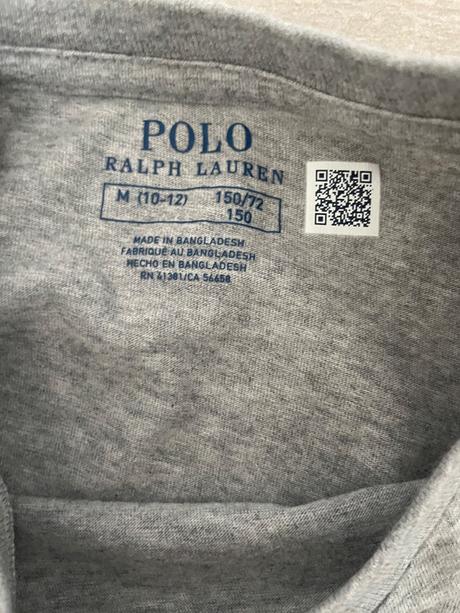 POLO
RALPH LAUREN
M (10-12) 150/72
150
MADE IN BANGLADESH
FABRIQUÉ AU BANGLADESH
HECHO EN BANGLADESH
RN 41381/CA 56658